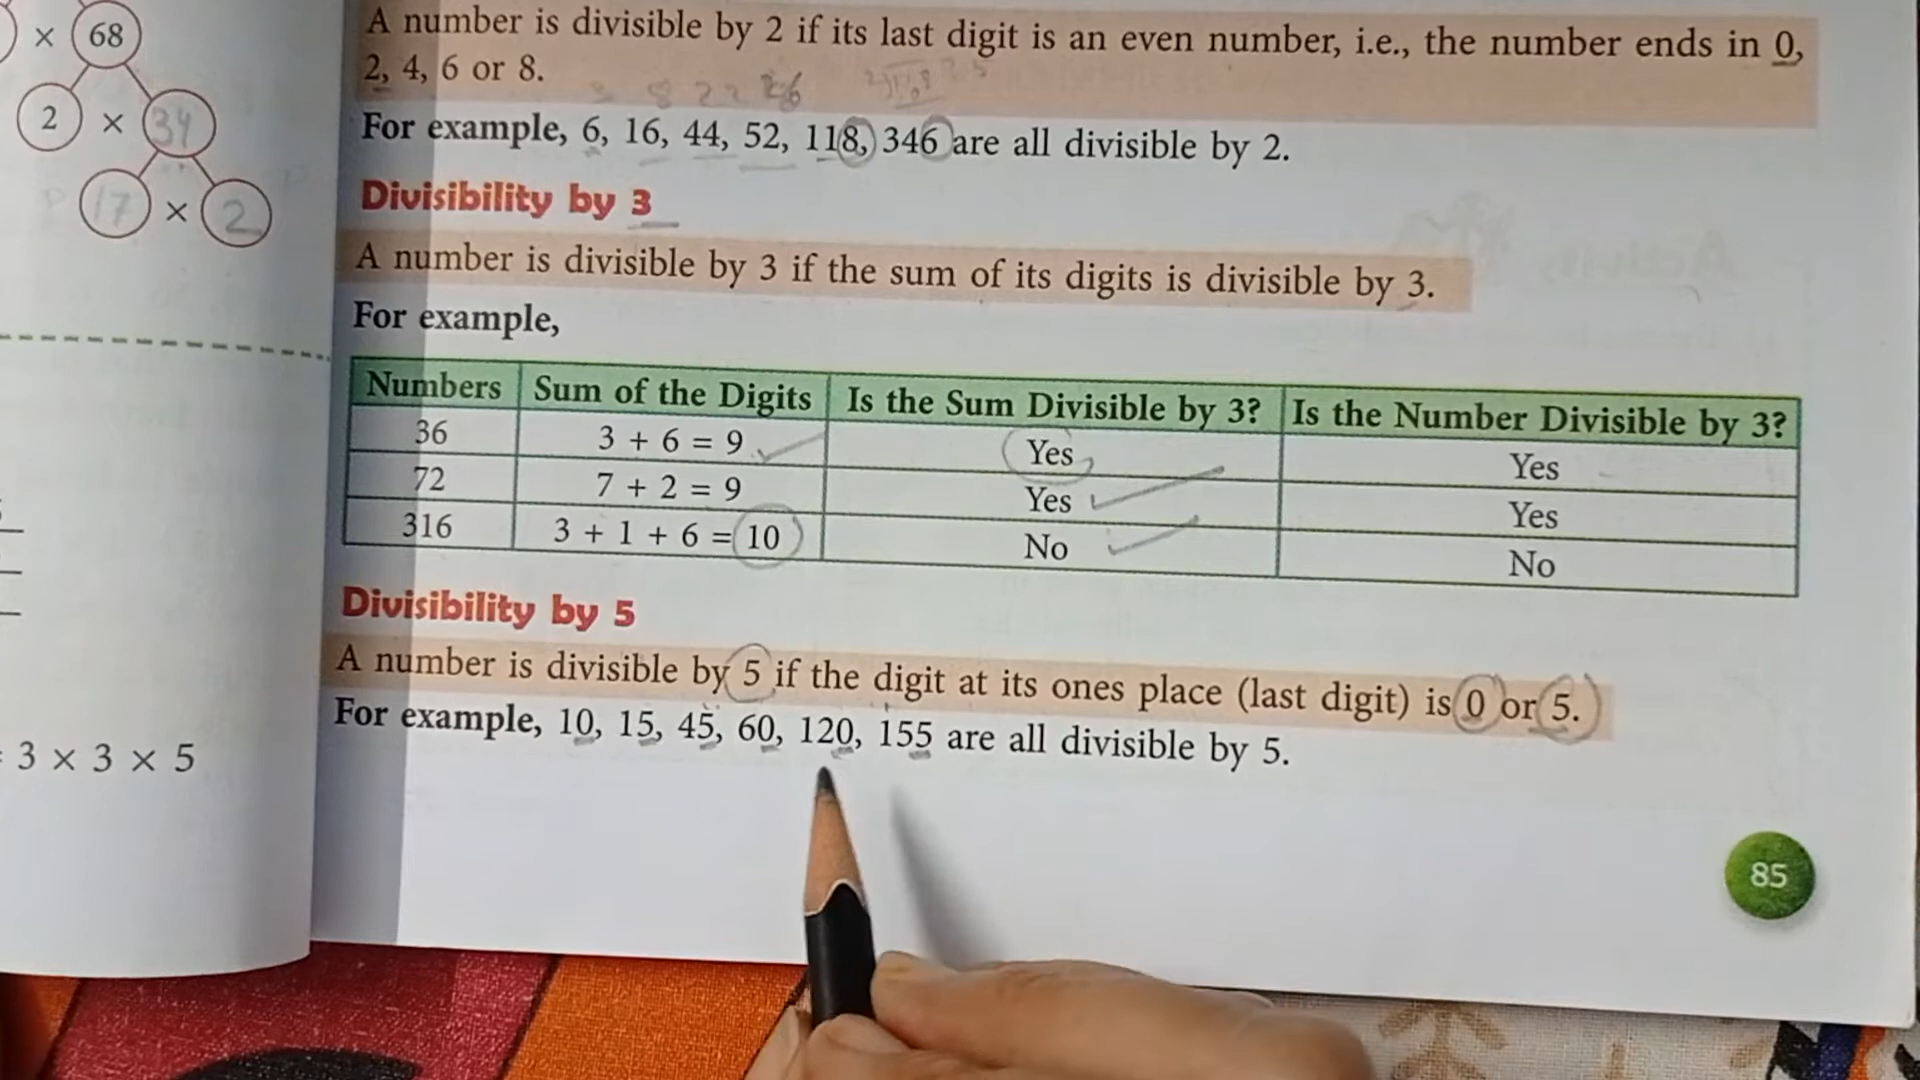 × 68
2 × 34
17 × 2
3 × 3 × 5
A number is divisible by 2 if its last digit is an even number, i.e., the number ends in 0,
2, 4, 6 or 8.
For example, 6, 16, 44, 52, 118, 346 are all divisible by 2.
Divisibility by 3
A number is divisible by 3 if the sum of its digits is divisible by 3.
For example,
Numbers Sum of the Digits Is the Sum Divisible by 3? Is the Number Divisible by 3?
36 3 + 6 = 9 Yes Yes
72 7 + 2 = 9 Yes Yes
316 3 + 1 + 6 = 10 No No
Divisibility by 5
A number is divisible by 5 if the digit at its ones place (last digit) is 0 or 5.
For example, 10, 15, 45, 60, 120, 155 are all divisible by 5.
85